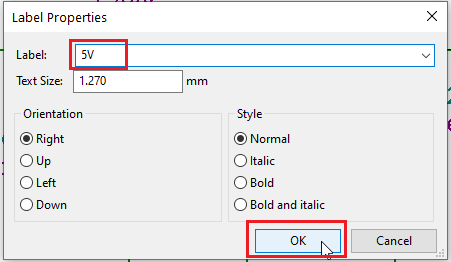 Label Properties
Label: 5V
Text Size: 1.270 mm
Orientation
Right
Up
Left
Down
Style
Normal
Italic
Bold
Bold and italic
OK Cancel